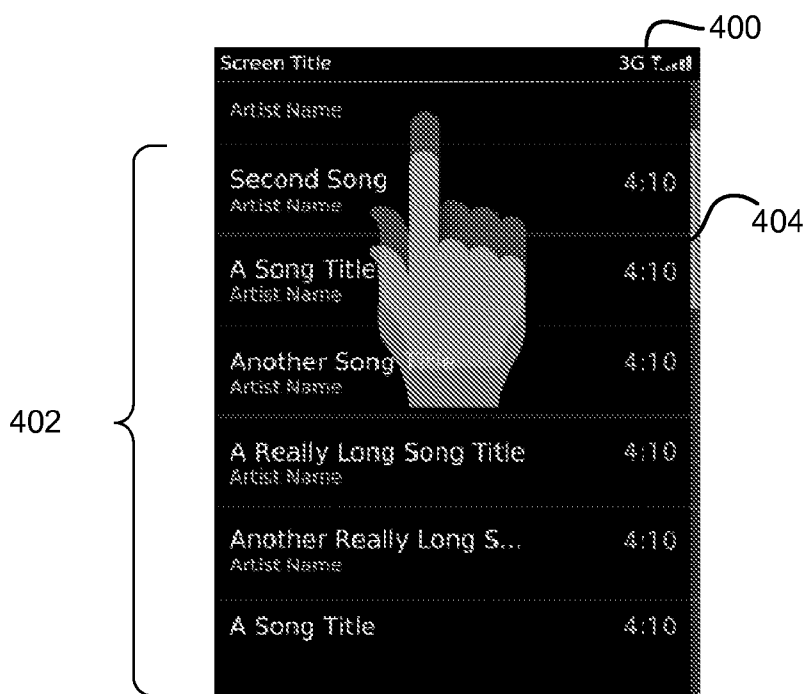 400
Screen Title 3G
Artist Name
Second Song 4:10
Artist Name
404
A Song Title 4:10
Artist Name
Another Song Title 4:10
Artist Name
402
A Really Long Song Title 4:10
Artist Name
Another Really Long S... 4:10
Artist Name
A Song Title 4:10